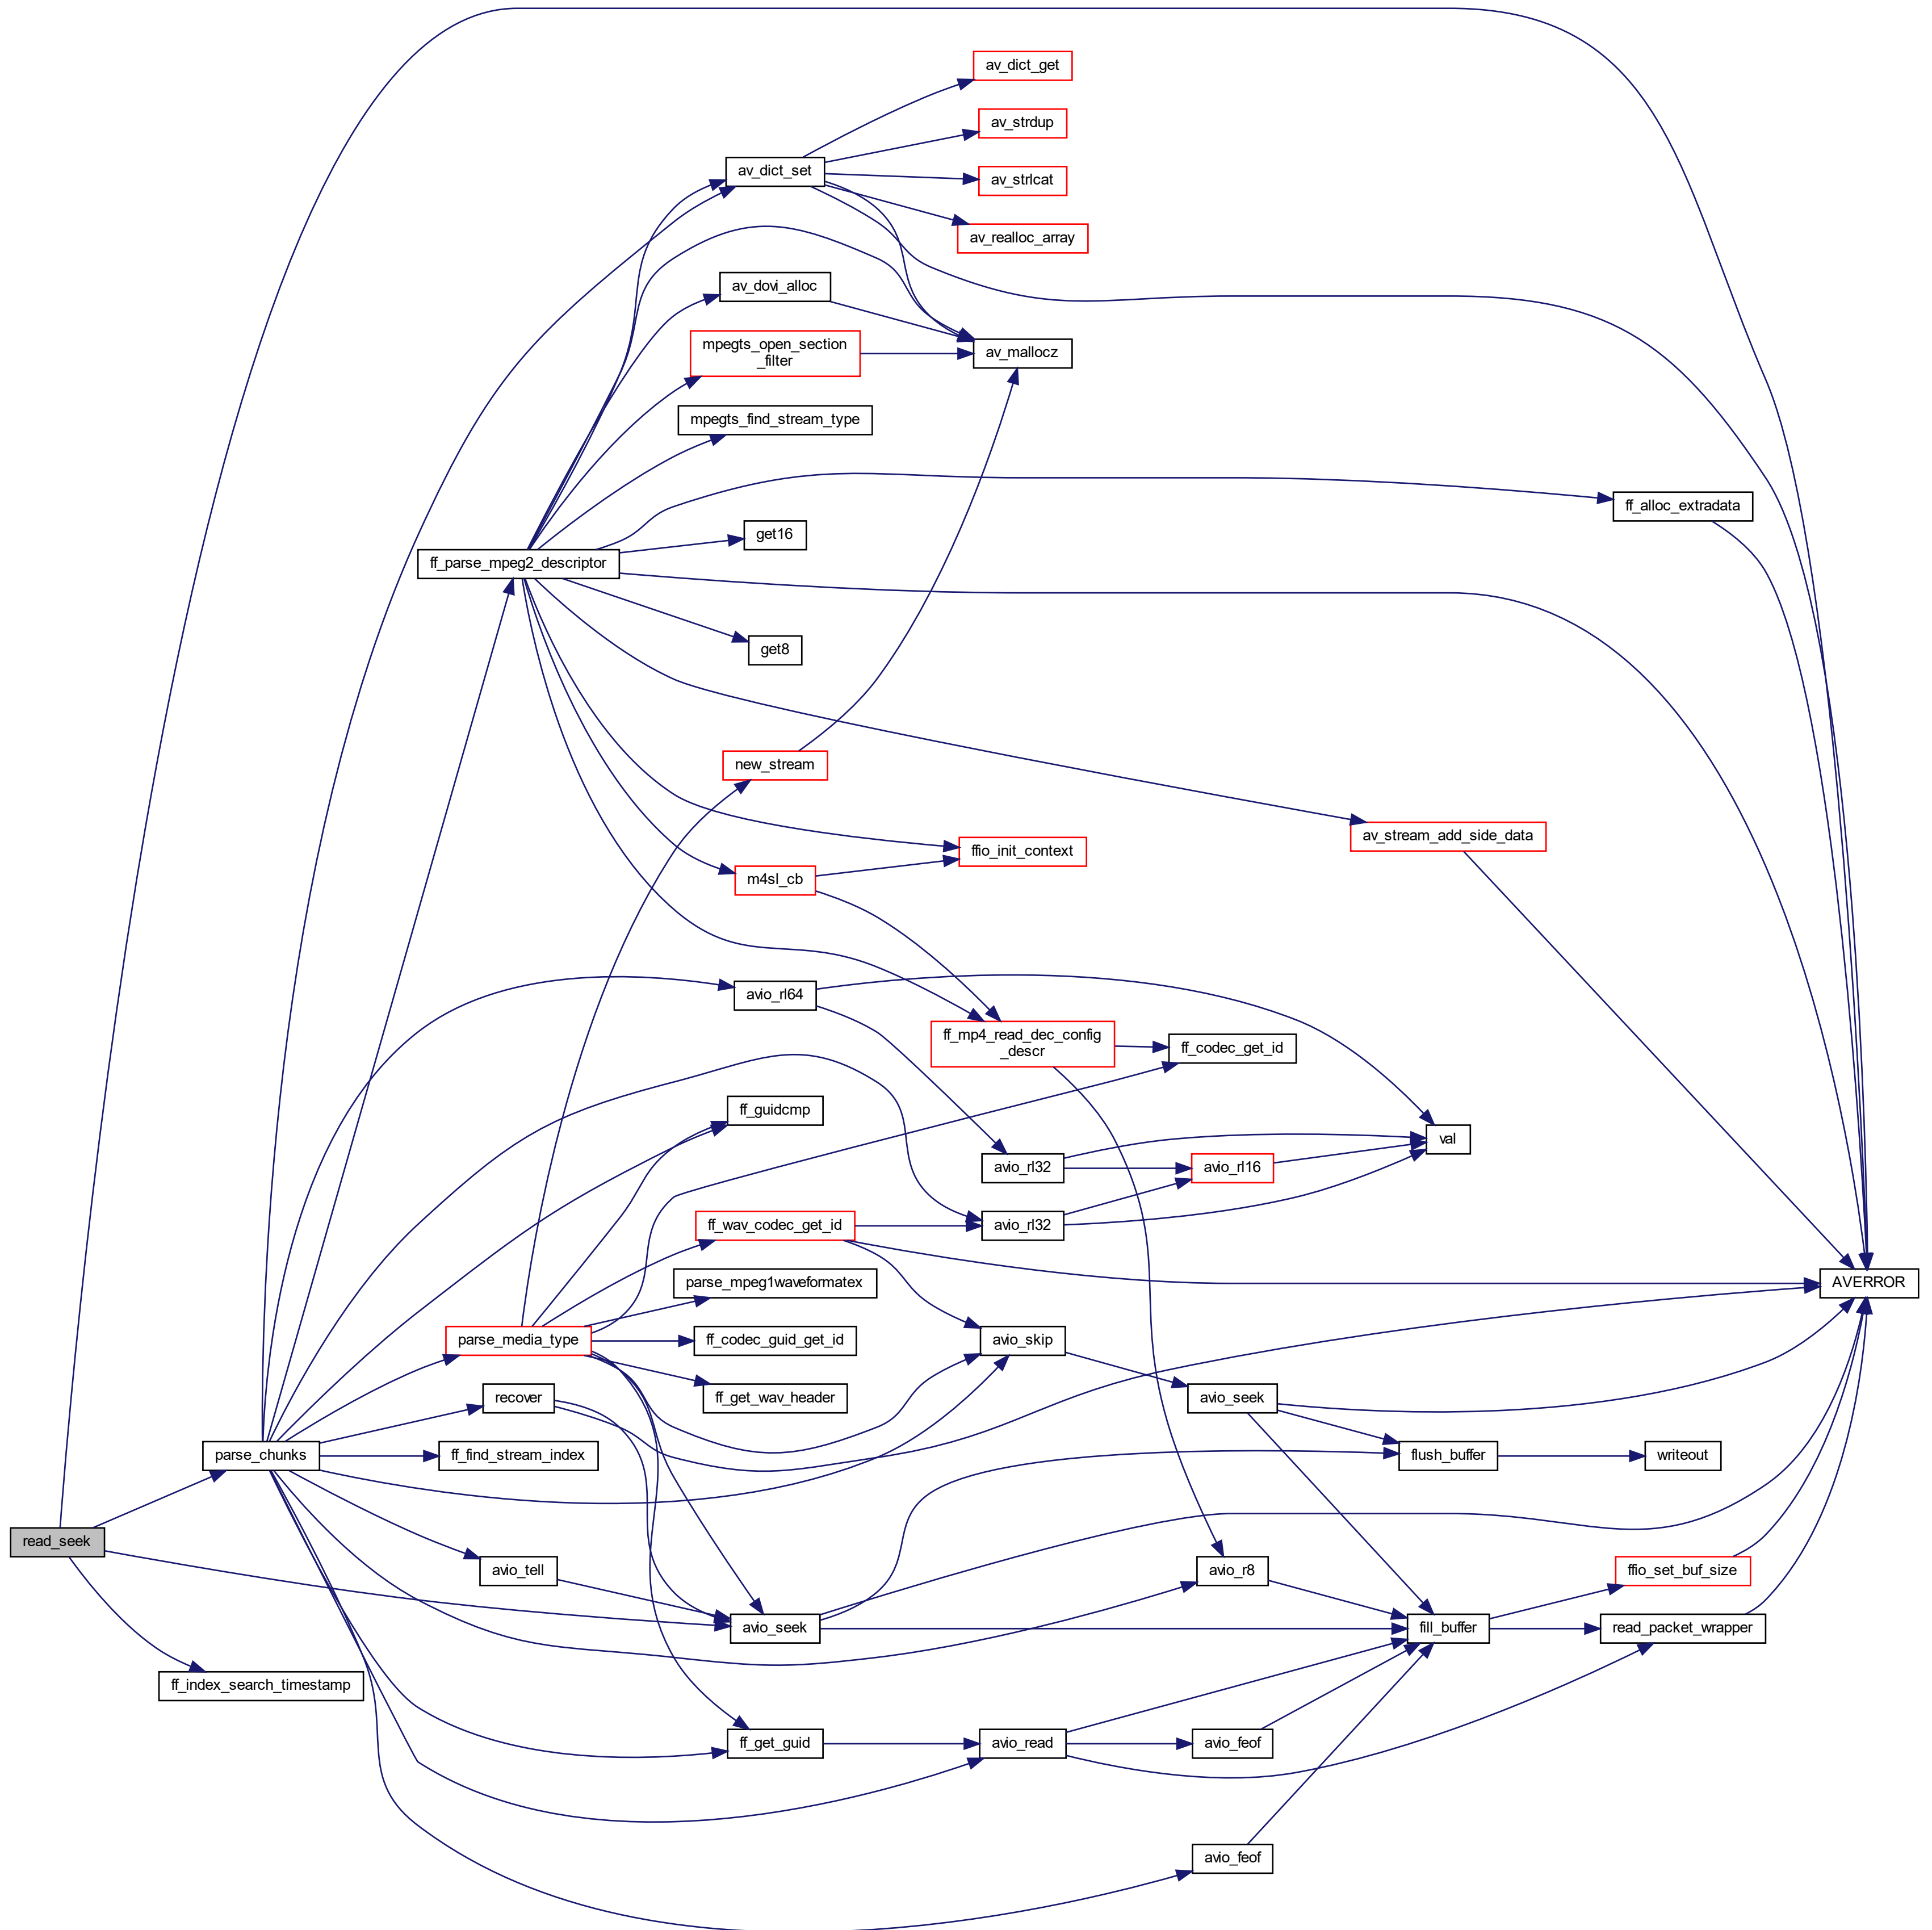 av_dict_get
av_strdup
av_dict_set
av_strlcat
av_realloc_array
av_dovi_alloc
mpegts_open_section
_filter
av_mallocz
mpegts_find_stream_type
ff_alloc_extradata
get16
ff_parse_mpeg2_descriptor
get8
new_stream
av_stream_add_side_data
ffio_init_context
m4sl_cb
avio_rl64
ff_mp4_read_dec_config
_descr
ff_codec_get_id
ff_guidcmp
val
avio_rl32
avio_rl16
ff_wav_codec_get_id
avio_rl32
parse_mpeg1waveformatex
AVERROR
parse_media_type
ff_codec_guid_get_id
avio_skip
recover
ff_get_wav_header
avio_seek
parse_chunks
ff_find_stream_index
flush_buffer
writeout
read_seek
avio_tell
avio_r8
ffio_set_buf_size
avio_seek
fill_buffer
read_packet_wrapper
ff_index_search_timestamp
ff_get_guid
avio_read
avio_feof
avio_feof